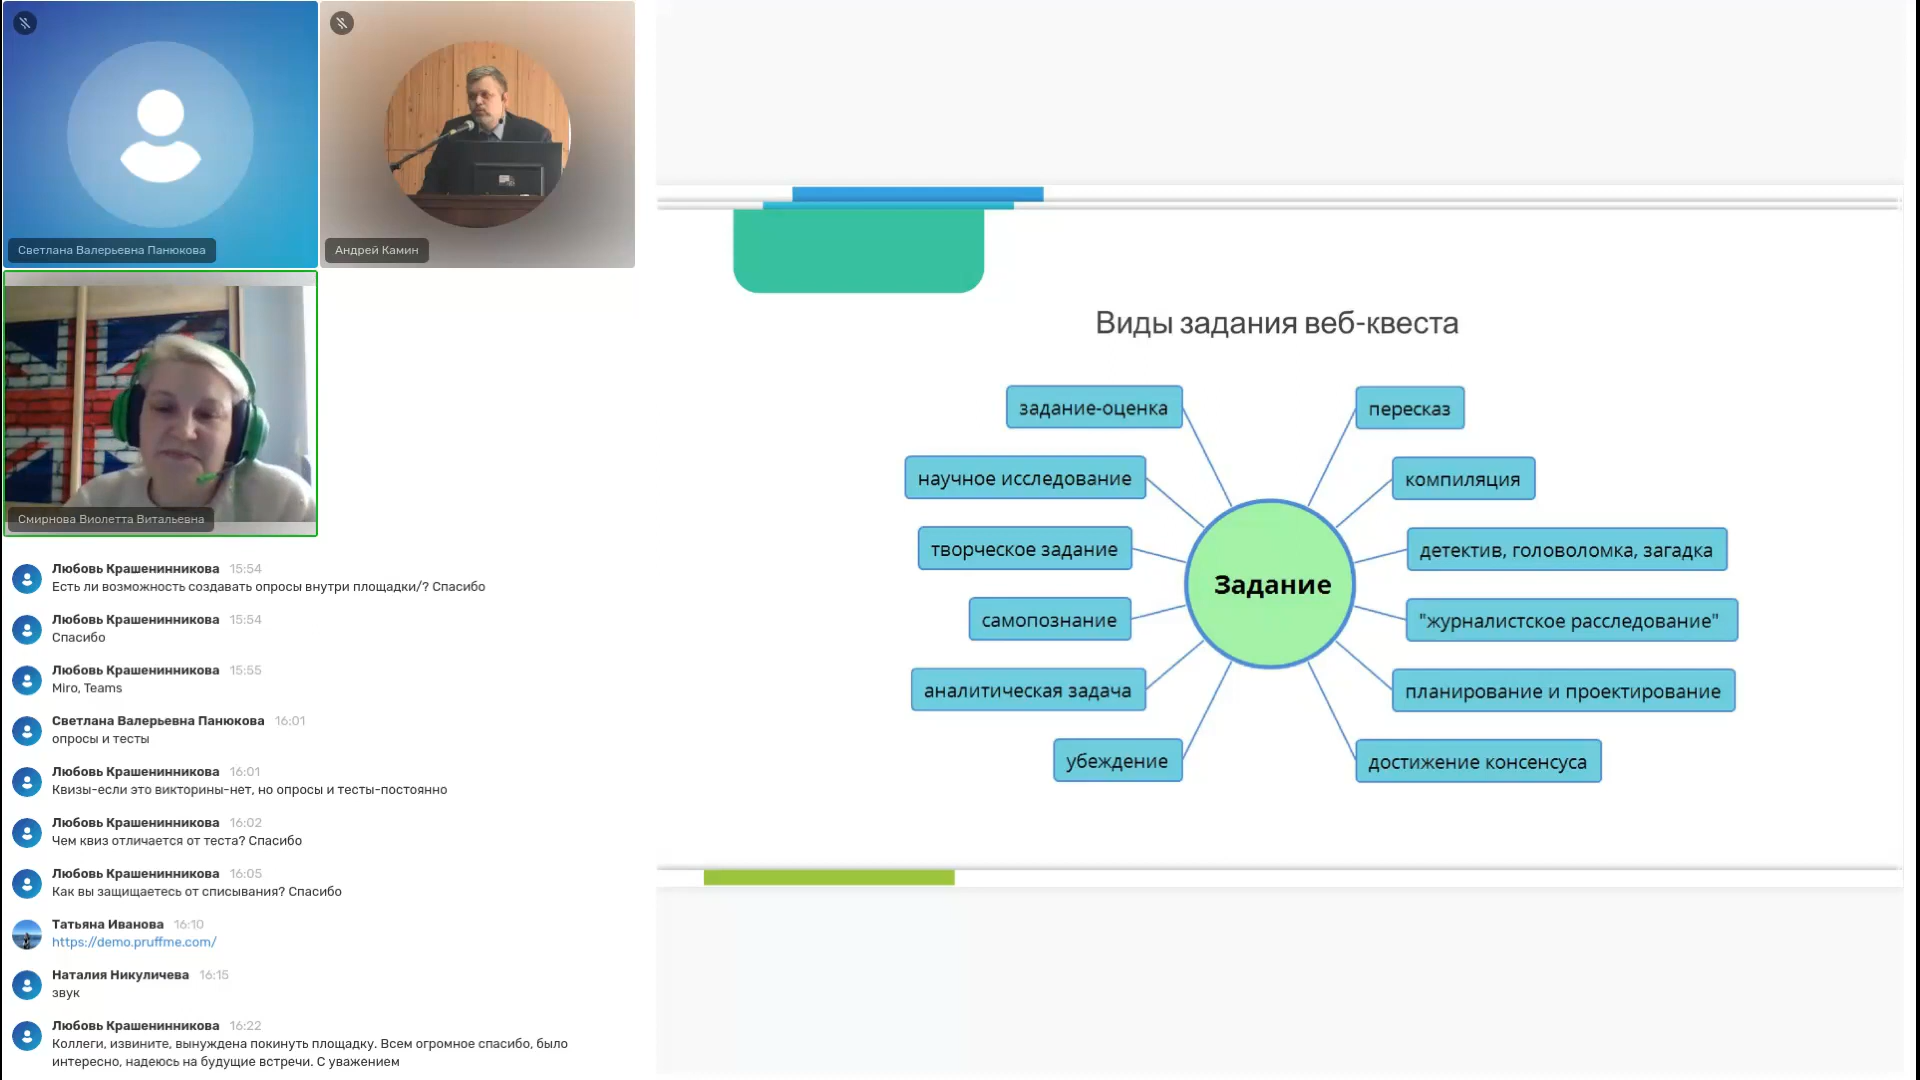 Светлана Валерьевна Панюкова
Андрей Камин
Смирнова Виолетта Витальевна
Любовь Крашенинникова 15:54
Есть ли возможность создавать опросы внутри площадки/? Спасибо
Любовь Крашенинникова 15:54
Спасибо
Любовь Крашенинникова 15:55
Miro, Teams
Светлана Валерьевна Панюкова 16:01
опросы и тесты
Любовь Крашенинникова 16:01
Квизы-если это викторины-нет, но опросы и тесты-постоянно
Любовь Крашенинникова 16:02
Чем квиз отличается от теста? Спасибо
Любовь Крашенинникова 16:05
Как вы защищаетесь от списывания? Спасибо
Татьяна Иванова 16:10
https://demo.pruffme.com/
Наталия Никуличева 16:15
звук
Любовь Крашенинникова 16:22
Коллеги, извините, вынуждена покинуть площадку. Всем огромное спасибо, было
интересно, надеюсь на будущие встречи. С уважением
Виды задания веб-квеста
задание-оценка
научное исследование
творческое задание
самопознание
аналитическая задача
убеждение
Задание
пересказ
компиляция
детектив, головоломка, загадка
"журналистское расследование"
планирование и проектирование
достижение консенсуса